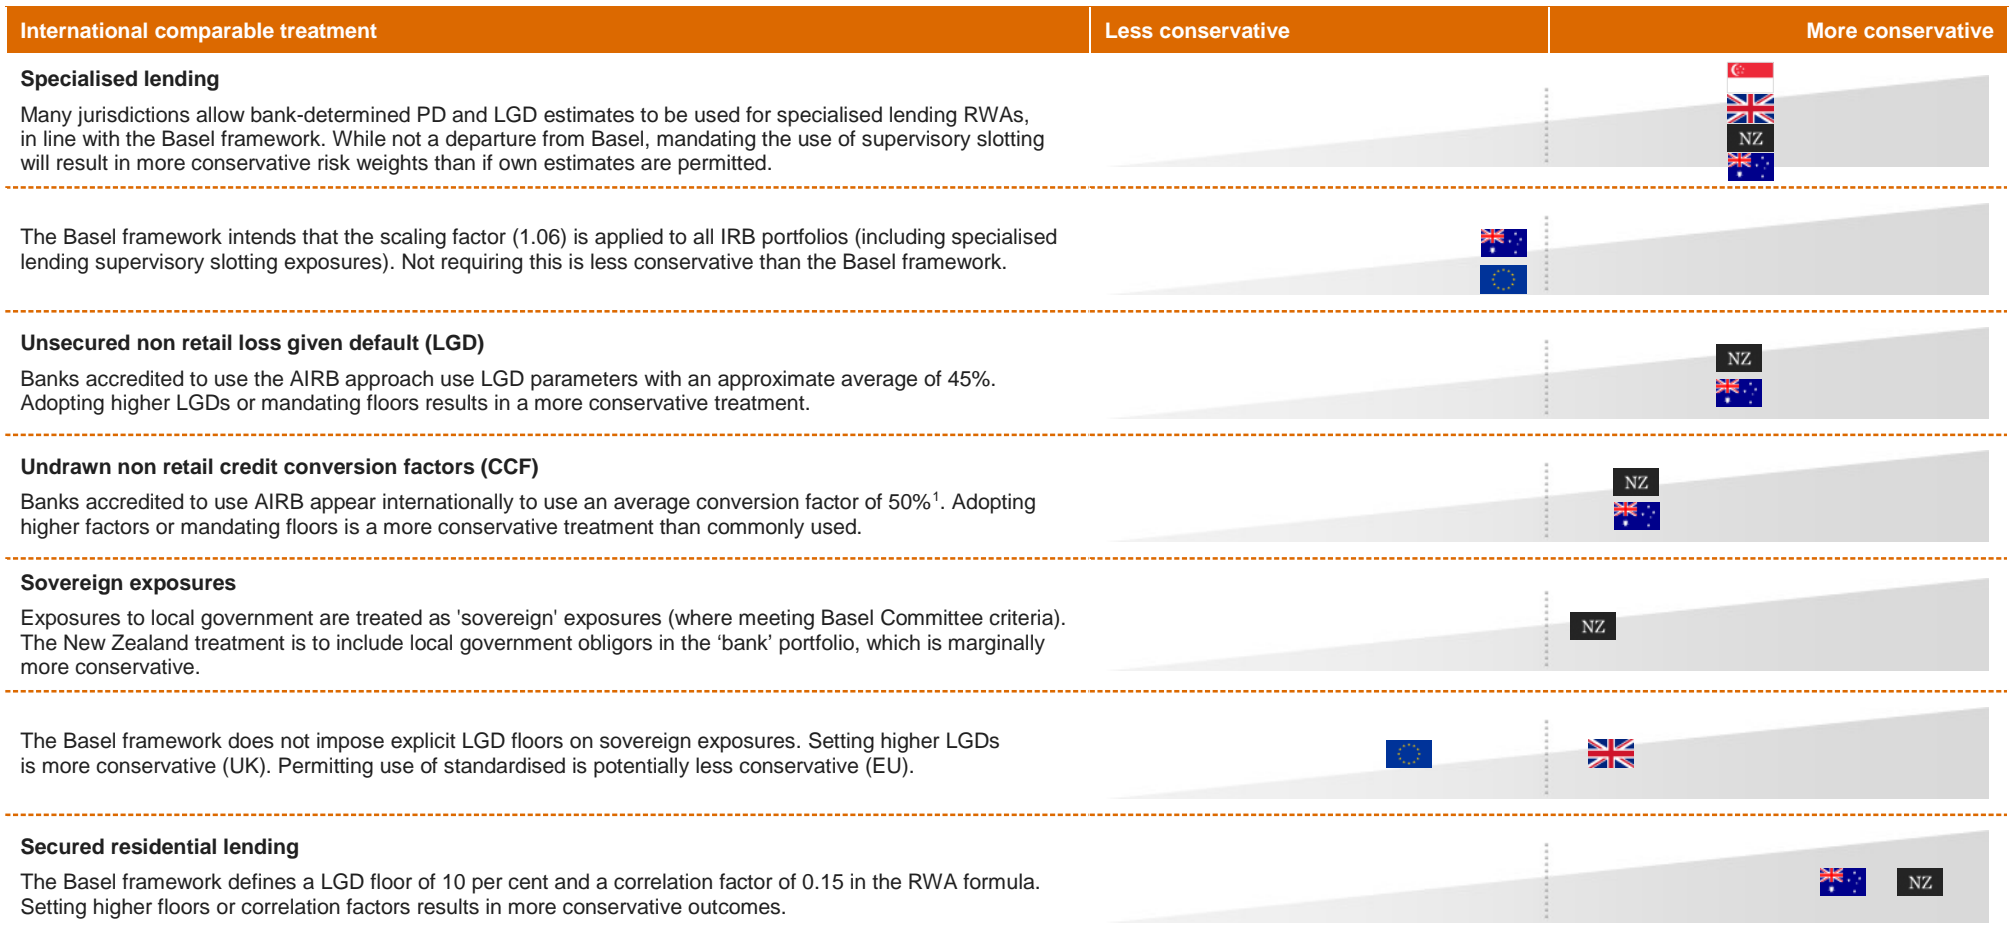 International comparable treatment
Less conservative
More conservative
Specialised lending
Many jurisdictions allow bank-determined PD and LGD estimates to be used for specialised lending RWAs,
in line with the Basel framework. While not a departure from Basel, mandating the use of supervisory slotting
will result in more conservative risk weights than if own estimates are permitted.
NZ
The Basel framework intends that the scaling factor (1.06) is applied to all IRB portfolios (including specialised
lending supervisory slotting exposures). Not requiring this is less conservative than the Basel framework.
Unsecured non retail loss given default (LGD)
Banks accredited to use the AIRB approach use LGD parameters with an approximate average of 45%.
Adopting higher LGDs or mandating floors results in a more conservative treatment.
NZ
Undrawn non retail credit conversion factors (CCF)
Banks accredited to use AIRB appear internationally to use an average conversion factor of 50%¹. Adopting
higher factors or mandating floors is a more conservative treatment than commonly used.
NZ
Sovereign exposures
Exposures to local government are treated as 'sovereign' exposures (where meeting Basel Committee criteria).
The New Zealand treatment is to include local government obligors in the ‘bank’ portfolio, which is marginally
more conservative.
NZ
The Basel framework does not impose explicit LGD floors on sovereign exposures. Setting higher LGDs
is more conservative (UK). Permitting use of standardised is potentially less conservative (EU).
Secured residential lending
The Basel framework defines a LGD floor of 10 per cent and a correlation factor of 0.15 in the RWA formula.
Setting higher floors or correlation factors results in more conservative outcomes.
NZ